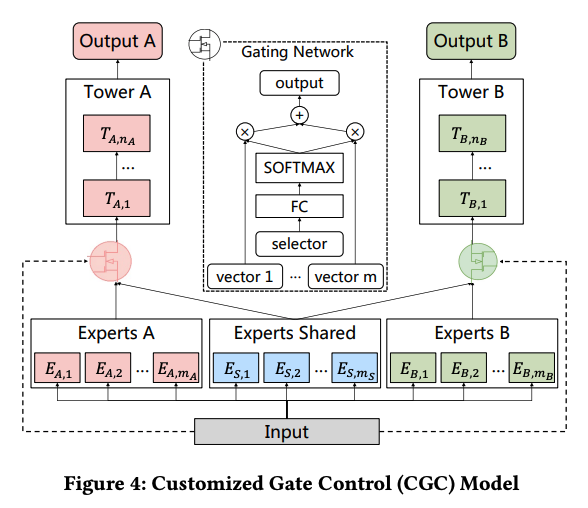 Output A
Output B
Gating Network
Tower A
Tower B
output
+
× ×
T_{A,n_A}
T_{B,n_B}
...
...
SOFTMAX
T_{A,1}
T_{B,1}
FC
selector
vector 1 ... vector m
Experts A
Experts Shared
Experts B
E_{A,1} E_{A,2} ... E_{A,m_A}
E_{S,1} E_{S,2} ... E_{S,m_S}
E_{B,1} E_{B,2} ... E_{B,m_B}
Input
Figure 4: Customized Gate Control (CGC) Model